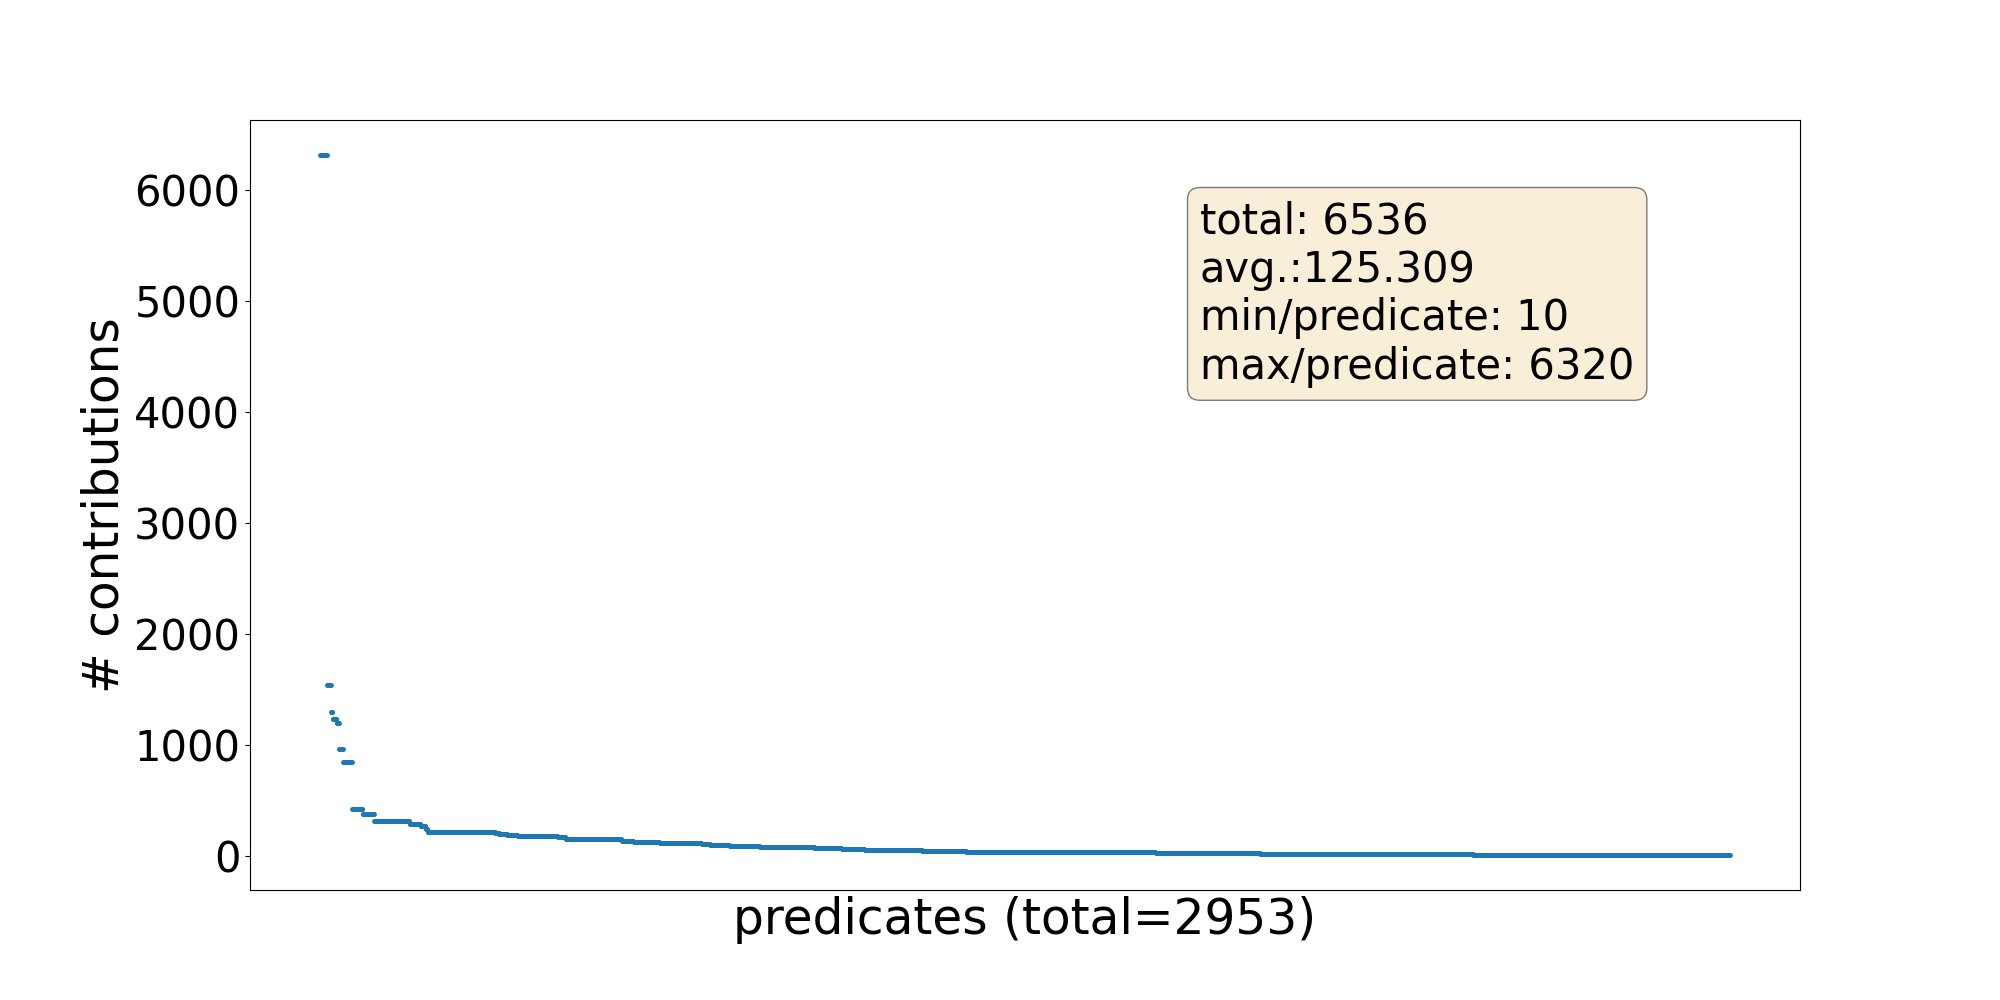 # contributions
6000
5000
4000
3000
2000
1000
0
total: 6536
avg.:125.309
min/predicate: 10
max/predicate: 6320
predicates (total=2953)